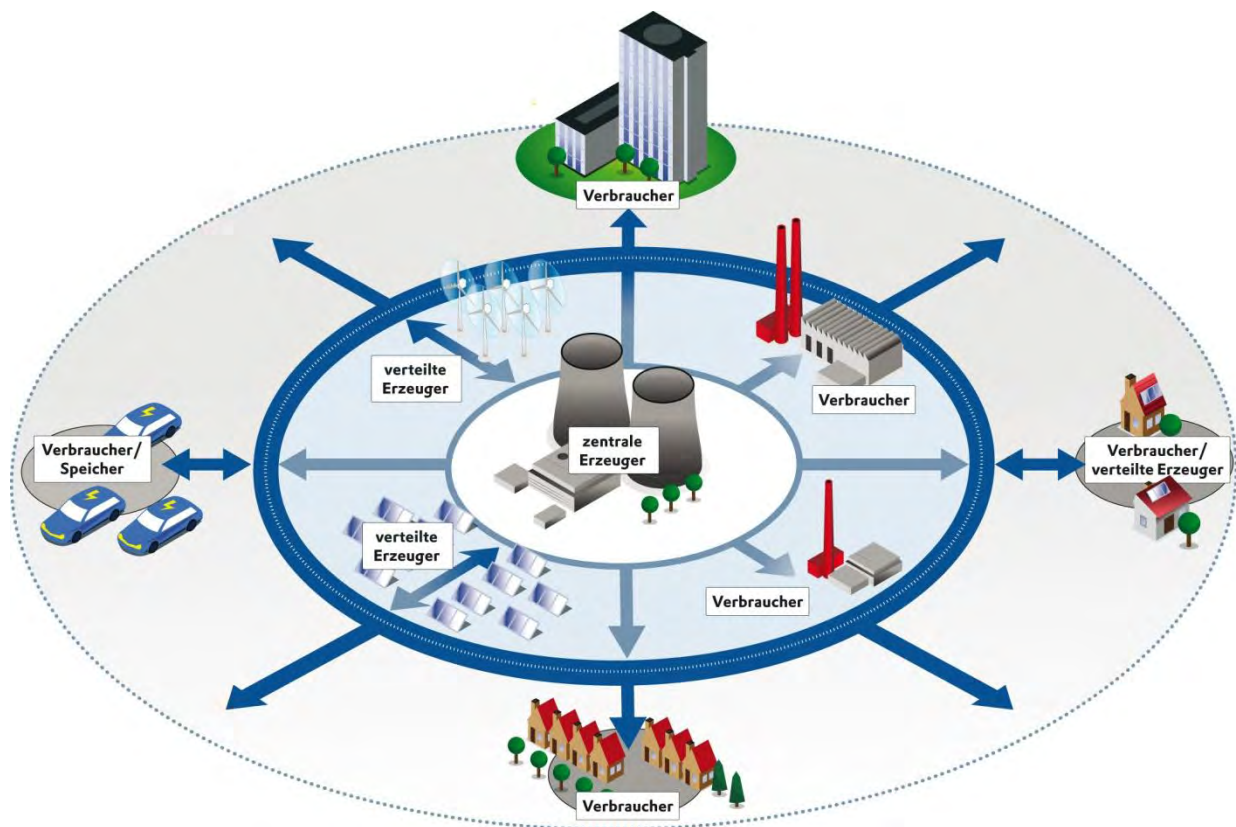 Verbraucher
verteilte
Erzeuger
Verbraucher
zentrale
Erzeuger
Verbraucher/
Speicher
Verbraucher/
verteilte Erzeuger
verteilte
Erzeuger
Verbraucher
Verbraucher